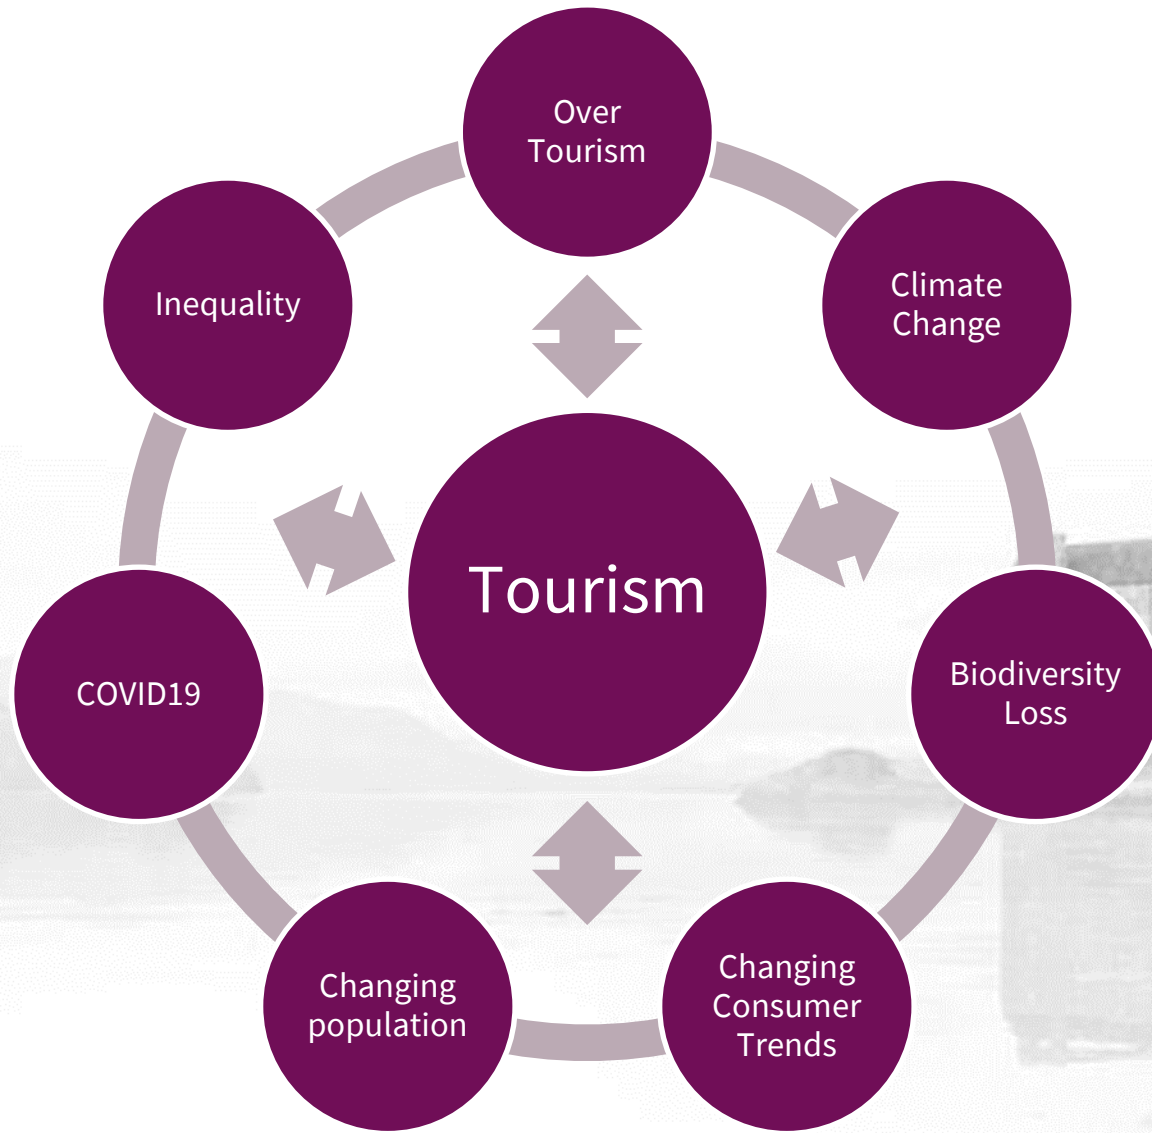 Over
Tourism
Climate
Change
Inequality
Tourism
Biodiversity
Loss
COVID19
Changing
Consumer
Trends
Changing
population